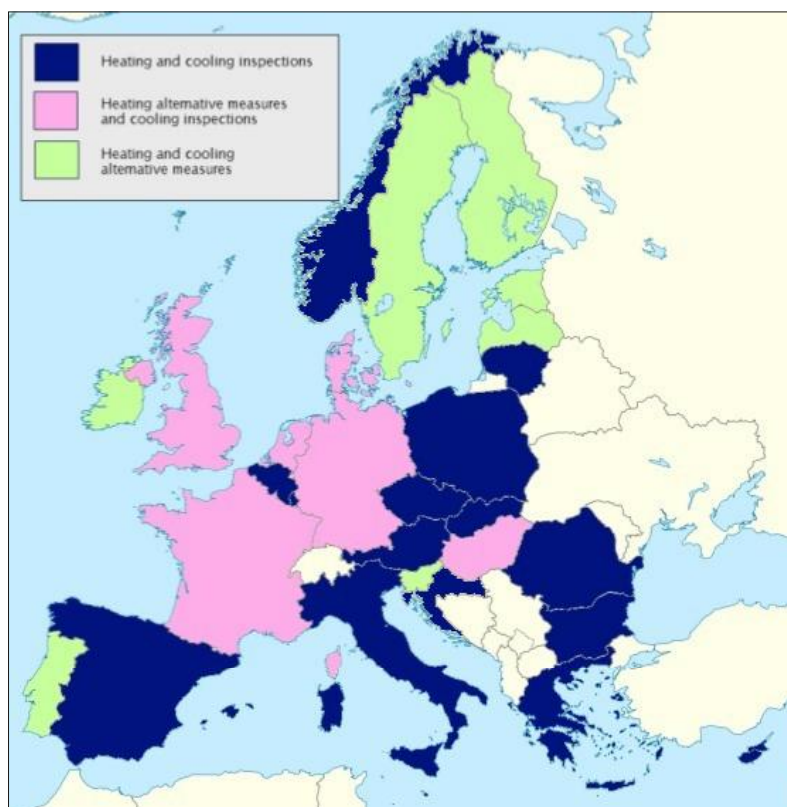 Heating and cooling inspections
Heating alternative measures
and cooling inspections
Heating and cooling
alternative measures